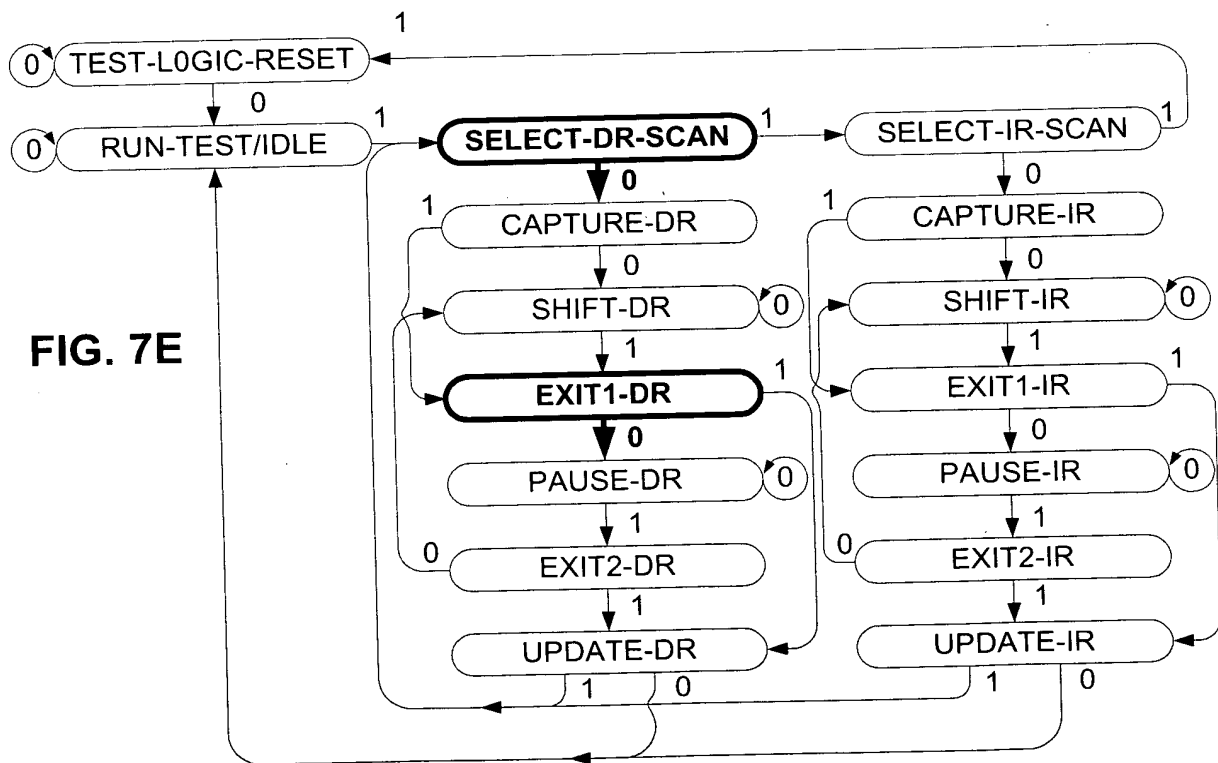 1
0 TEST-L0GIC-RESET
0
0 RUN-TEST/IDLE 1 SELECT-DR-SCAN 1 SELECT-IR-SCAN 1
0 0
1 CAPTURE-DR 1 CAPTURE-IR
0 0
SHIFT-DR 0 SHIFT-IR 0
FIG. 7E
1 1
EXIT1-DR 1 EXIT1-IR 1
0 0
PAUSE-DR 0 PAUSE-IR 0
1 1
0 EXIT2-DR 0 EXIT2-IR
1 1
UPDATE-DR UPDATE-IR
1 0 1 0